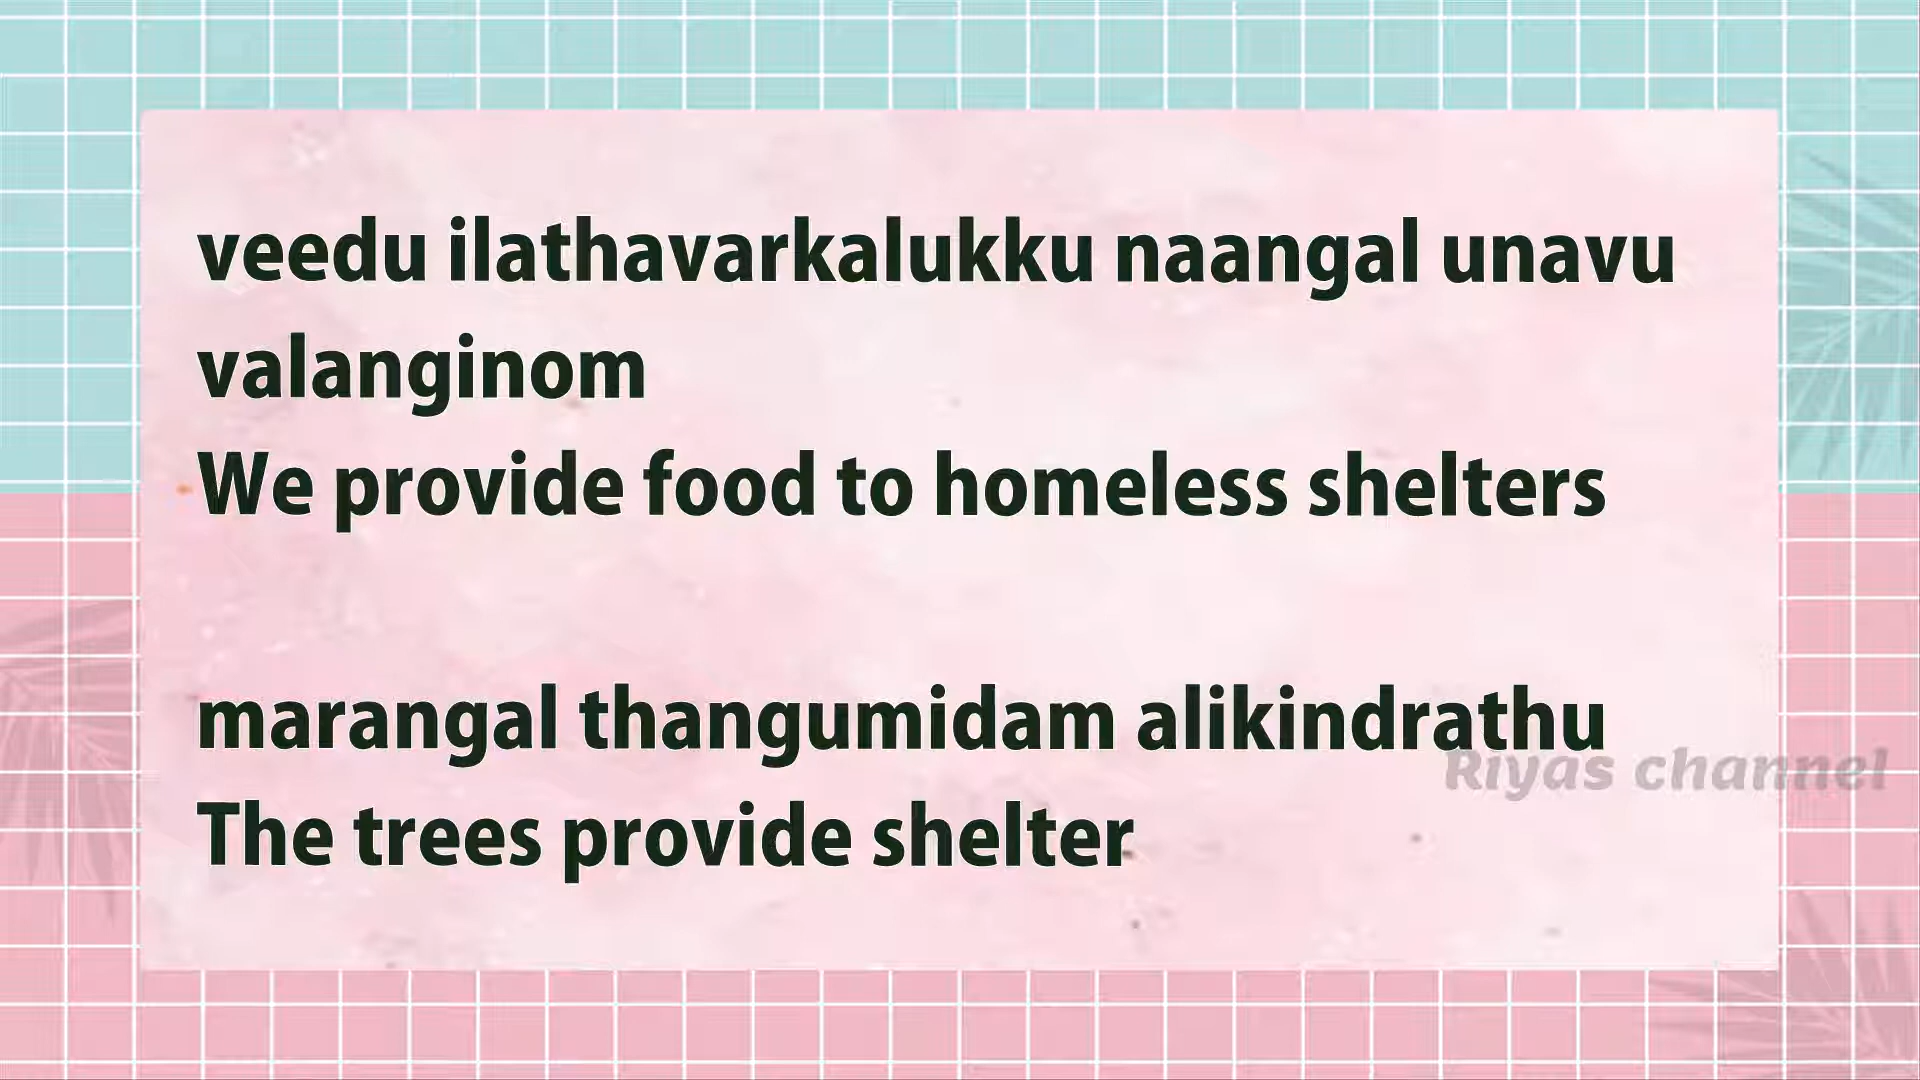 veedu ilathavarkalukku naangal unavu
valanginom
We provide food to homeless shelters
marangal thangumidam alikindrathu
Riyas channel
The trees provide shelter